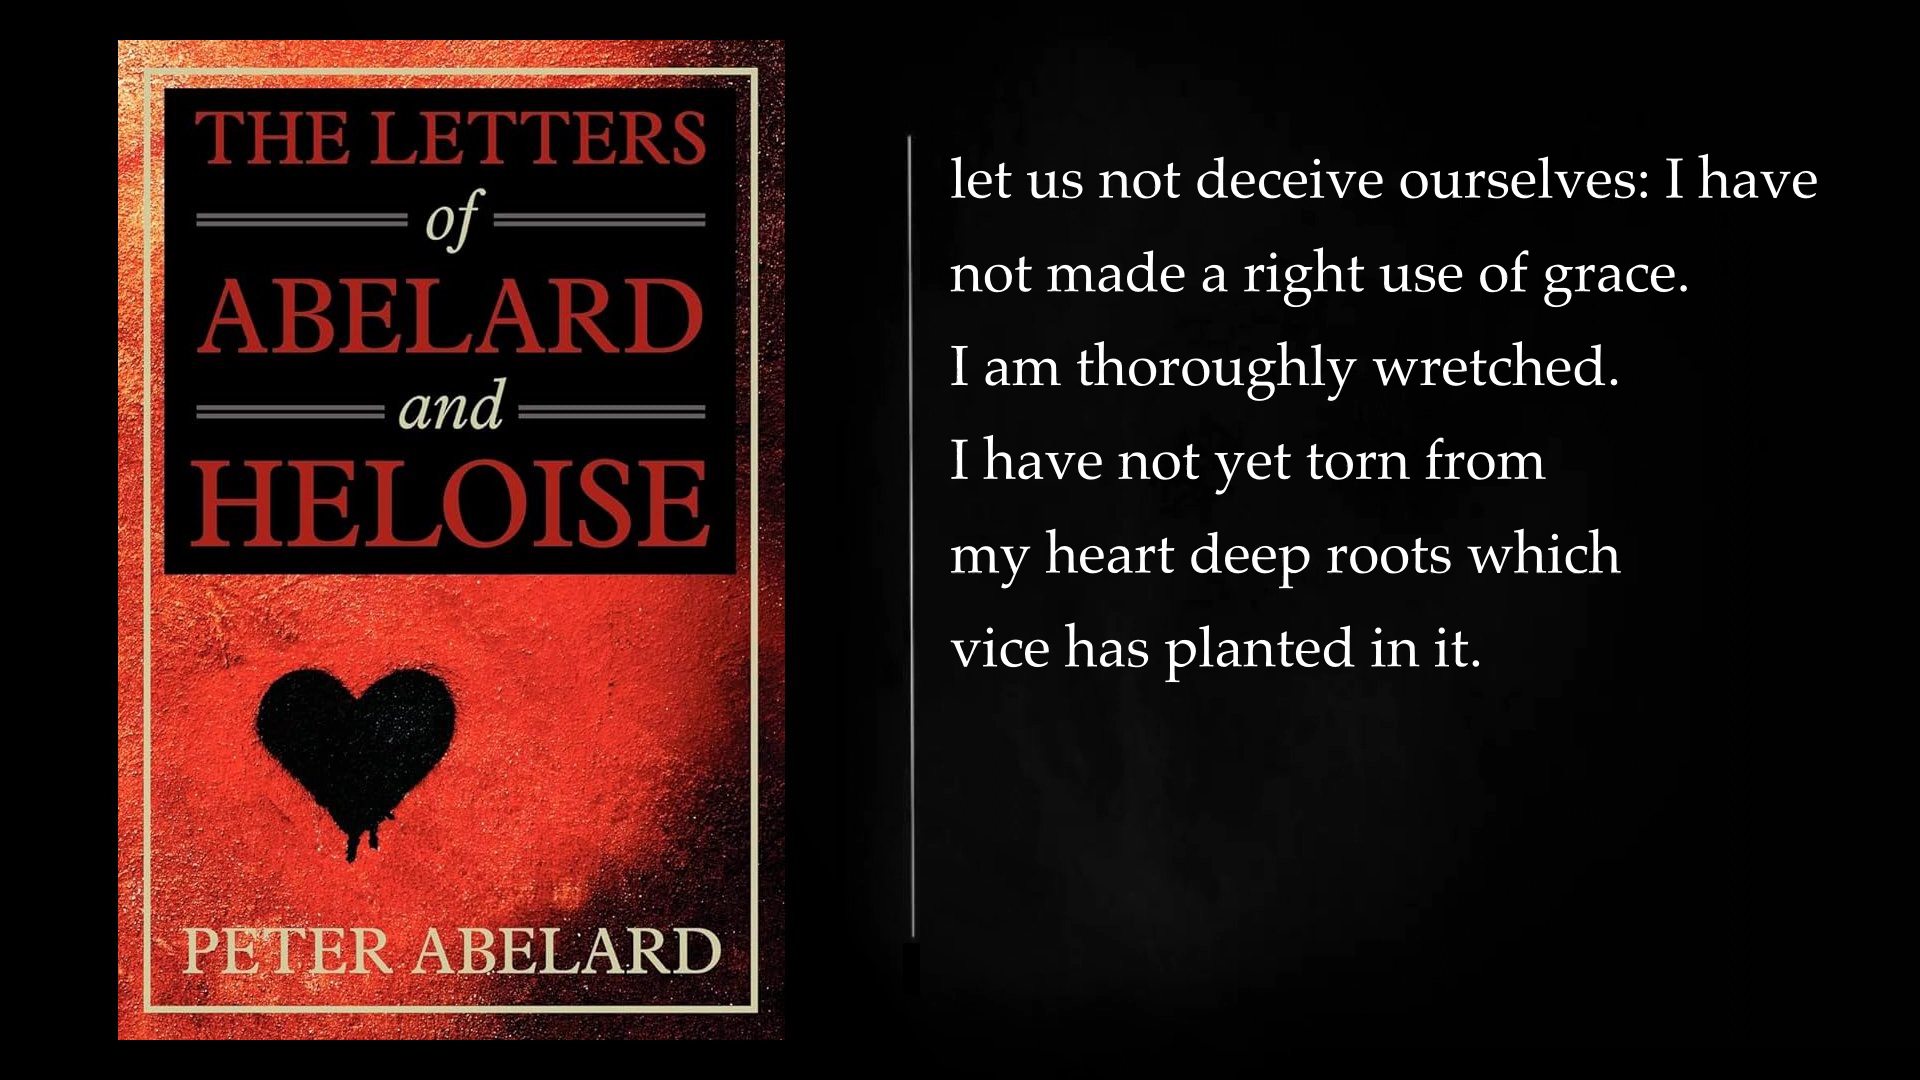 THE LETTERS
of
ABELARD
and
HELOISE
PETER ABELARD
let us not deceive ourselves: I have
not made a right use of grace.
I am thoroughly wretched.
I have not yet torn from
my heart deep roots which
vice has planted in it.